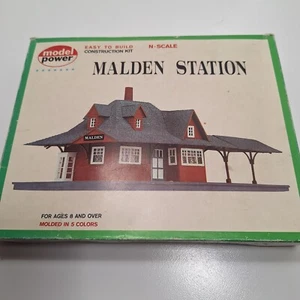 model
power
EASY TO BUILD
CONSTRUCTION KIT
N-SCALE
MALDEN STATION
MALDEN
FOR AGES 8 AND OVER
MOLDED IN 5 COLORS